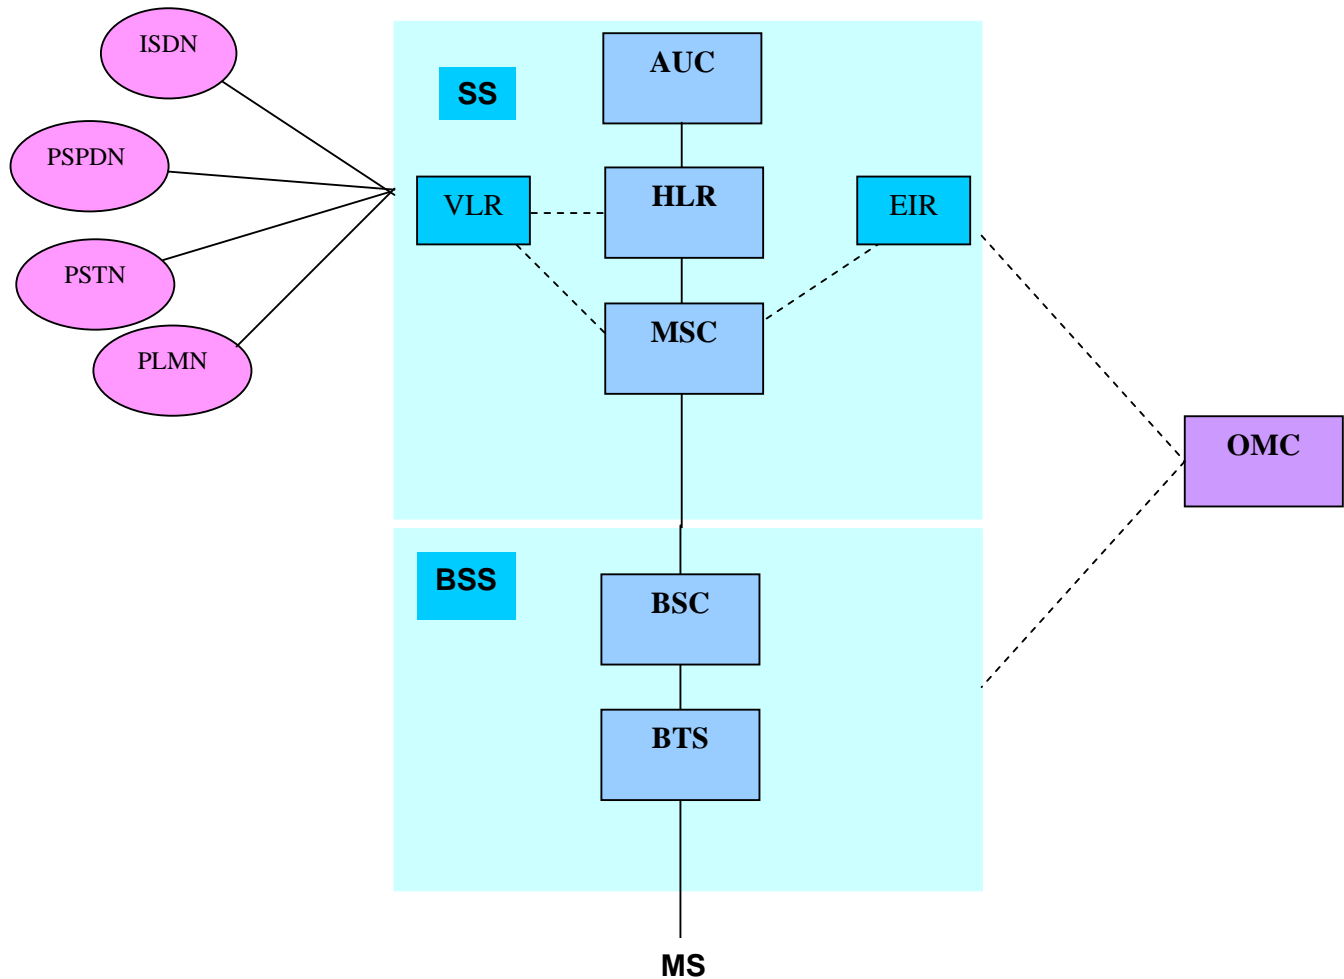 ISDN
AUC
SS
PSPDN
VLR
HLR
EIR
PSTN
MSC
PLMN
OMC
BSS
BSC
BTS
MS